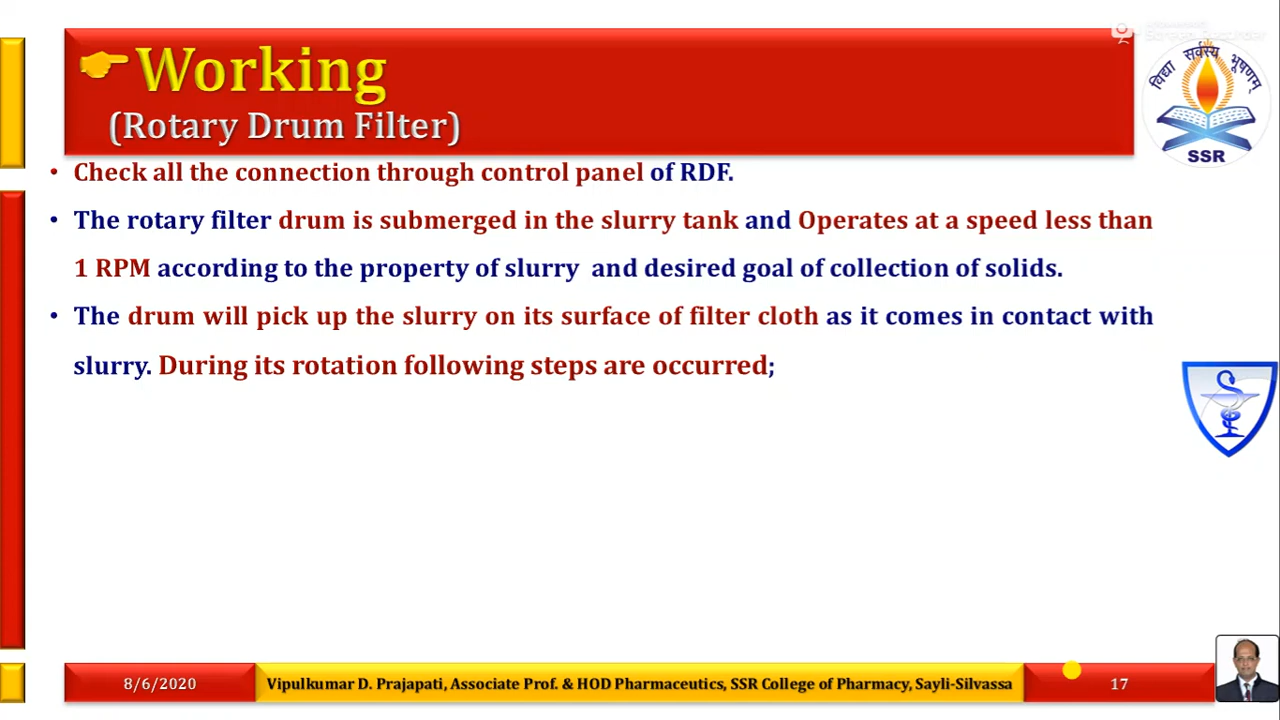 👉Working
(Rotary Drum Filter)
विद्या सर्वस्य भूषणम्
SSR
• Check all the connection through control panel of RDF.
• The rotary filter drum is submerged in the slurry tank and Operates at a speed less than
1 RPM according to the property of slurry and desired goal of collection of solids.
• The drum will pick up the slurry on its surface of filter cloth as it comes in contact with
slurry. During its rotation following steps are occurred;
8/6/2020
Vipulkumar D. Prajapati, Associate Prof. & HOD Pharmaceutics, SSR College of Pharmacy, Sayli-Silvassa
17